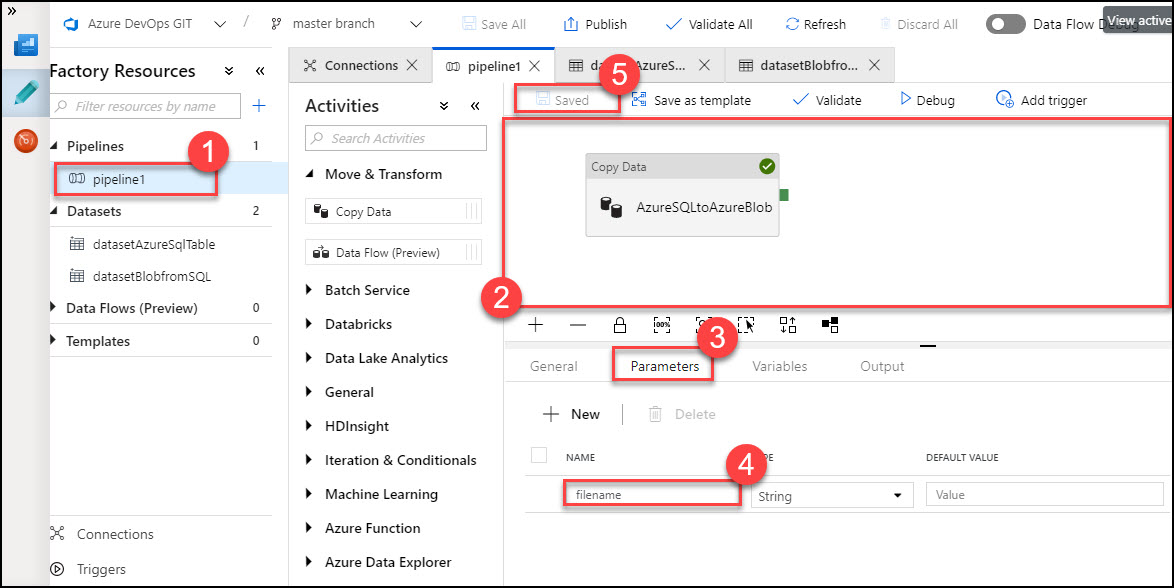 »
Azure DevOps GIT
/
master branch
Save All
Publish
Validate All
Refresh
Discard All
Data Flow Debug
View active
Factory Resources
«
Filter resources by name
Pipelines 1
pipeline1
1
Datasets 2
datasetAzureSqlTable
datasetBlobfromSQL
Data Flows (Preview) 0
Templates 0
Connections
Triggers
Connections
pipeline1
AzureS...
datasetBlobfro...
Activities
«
Search Activities
Move & Transform
Copy Data
Data Flow (Preview)
Batch Service
Databricks
Data Lake Analytics
General
HDInsight
Iteration & Conditionals
Machine Learning
Azure Function
Azure Data Explorer
Saved
5
Save as template
Validate
Debug
Add trigger
Copy Data
AzureSQLtoAzureBlob
2
100%
3
General
Parameters
Variables
Output
New
Delete
NAME
4
DEFAULT VALUE
filename
String
Value